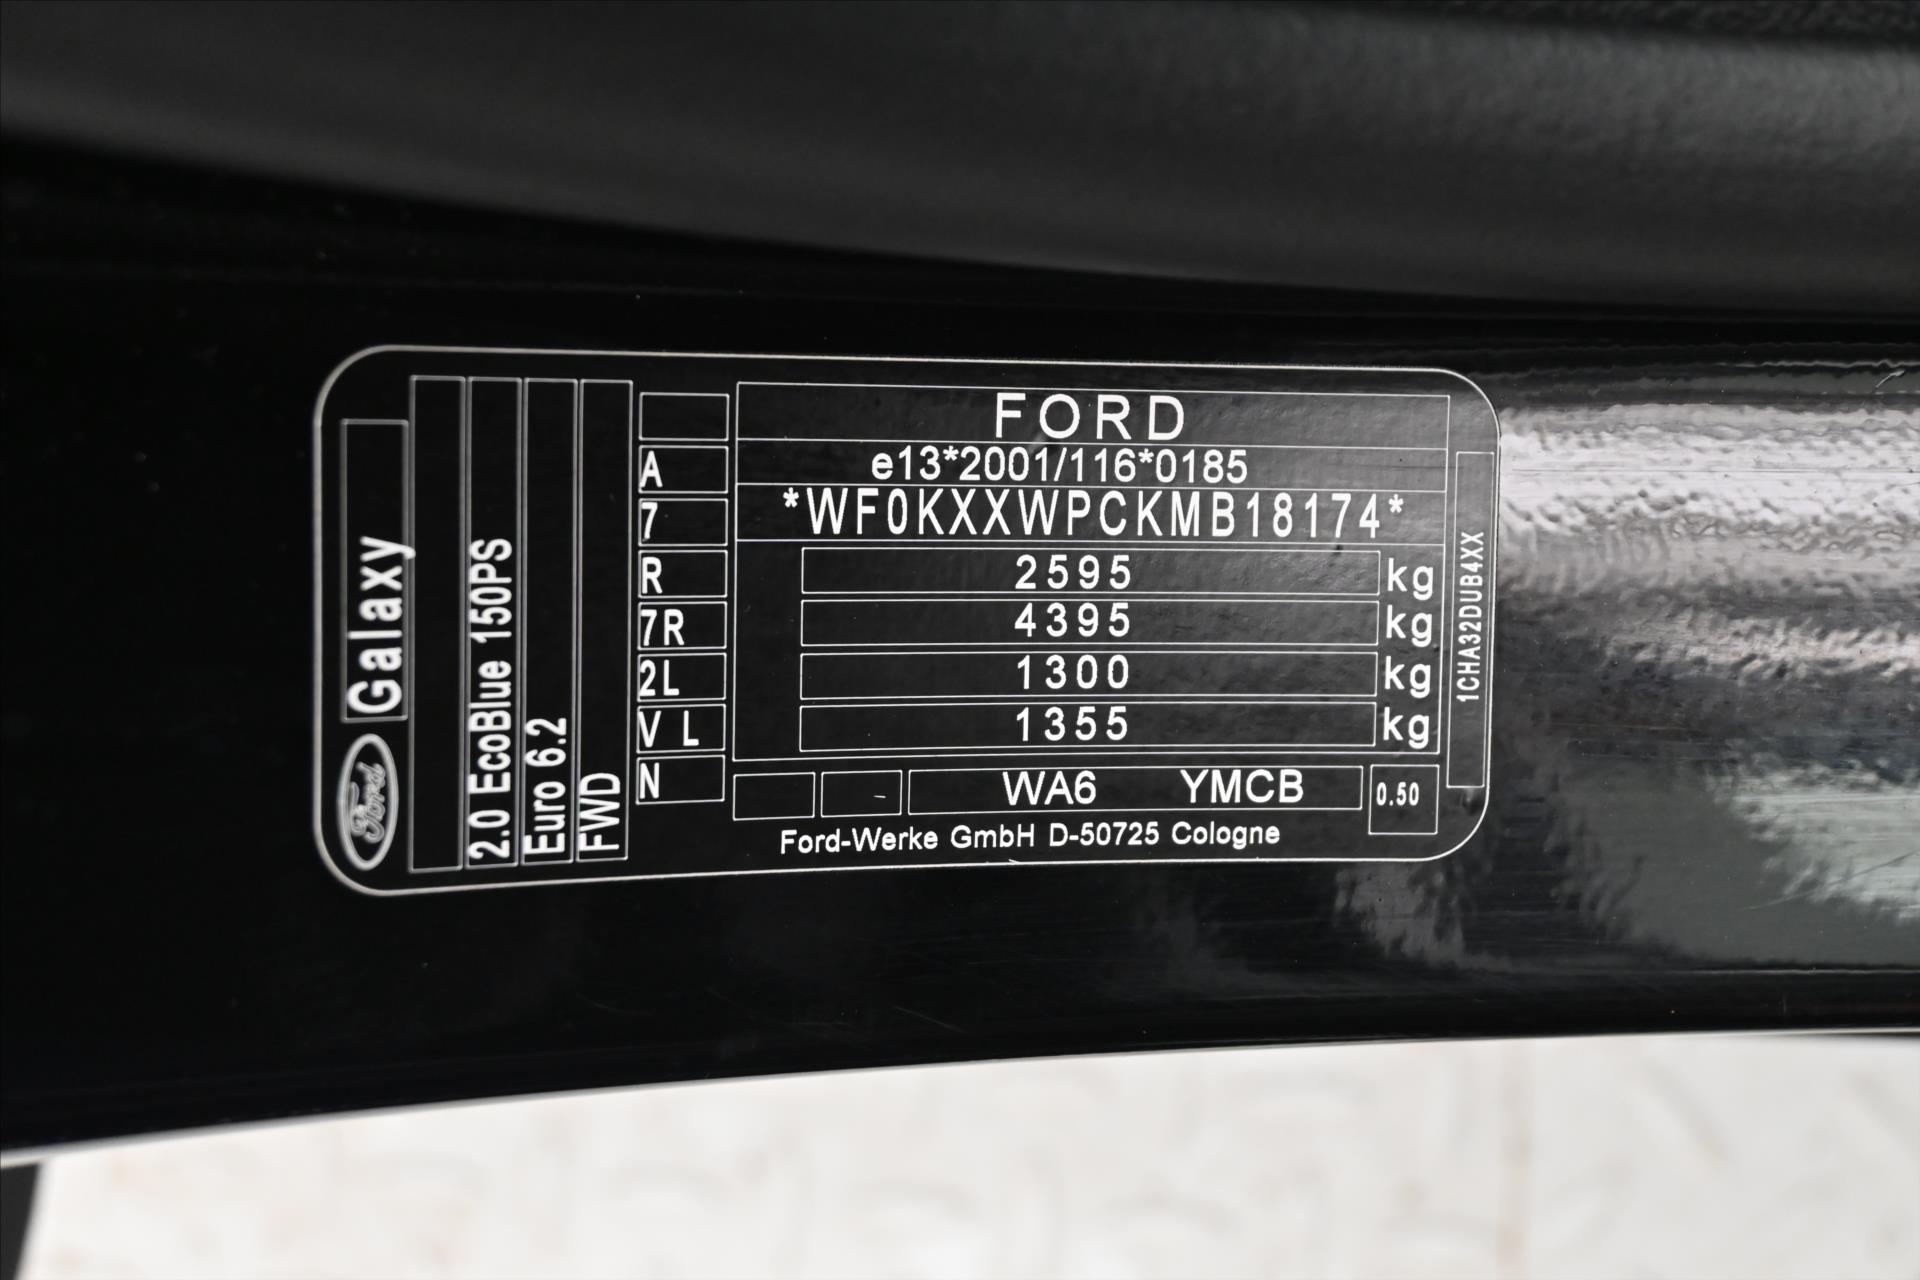 Ford Galaxy
2.0 EcoBlue 150PS
Euro 6.2
FWD
A
7
R
7R
2L
V L
N
FORD
e13*2001/116*0185
*WF0KXXWPCKMB18174*
2595 kg
4395 kg
1300 kg
1355 kg
- WA6 YMCB 0.50
Ford-Werke GmbH D-50725 Cologne
1CHA32DUB4XX